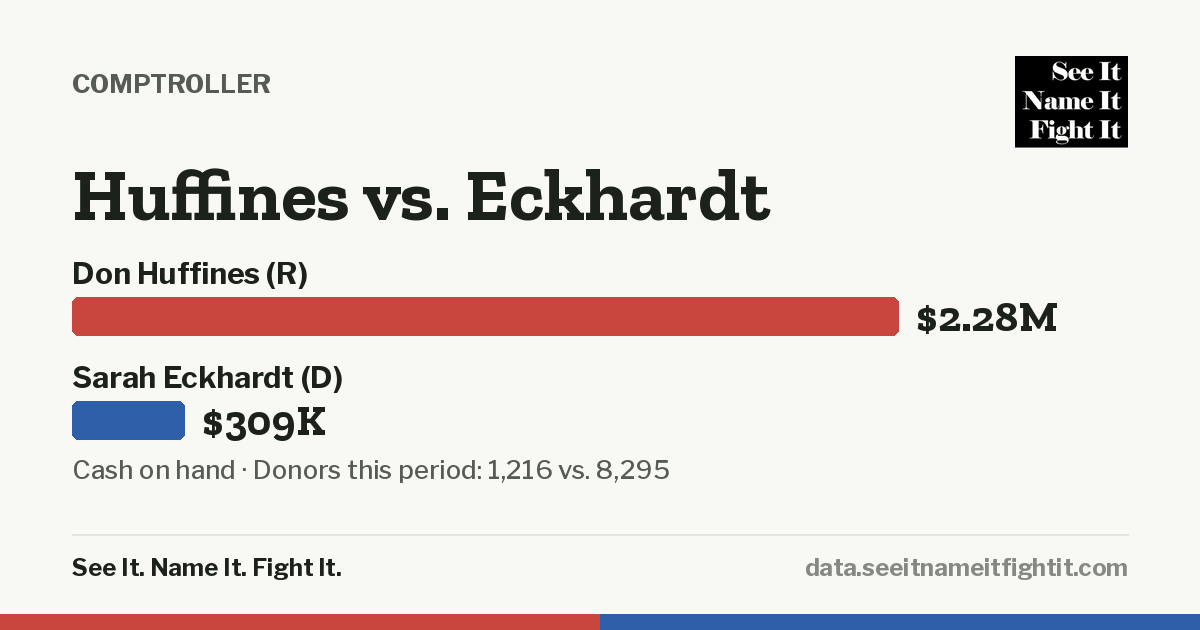 COMPTROLLER
See It
Name It
Fight It
Huffines vs. Eckhardt
Don Huffines (R)
$2.28M
Sarah Eckhardt (D)
$309K
Cash on hand · Donors this period: 1,216 vs. 8,295
See It. Name It. Fight It.
data.seeitnameitfightit.com